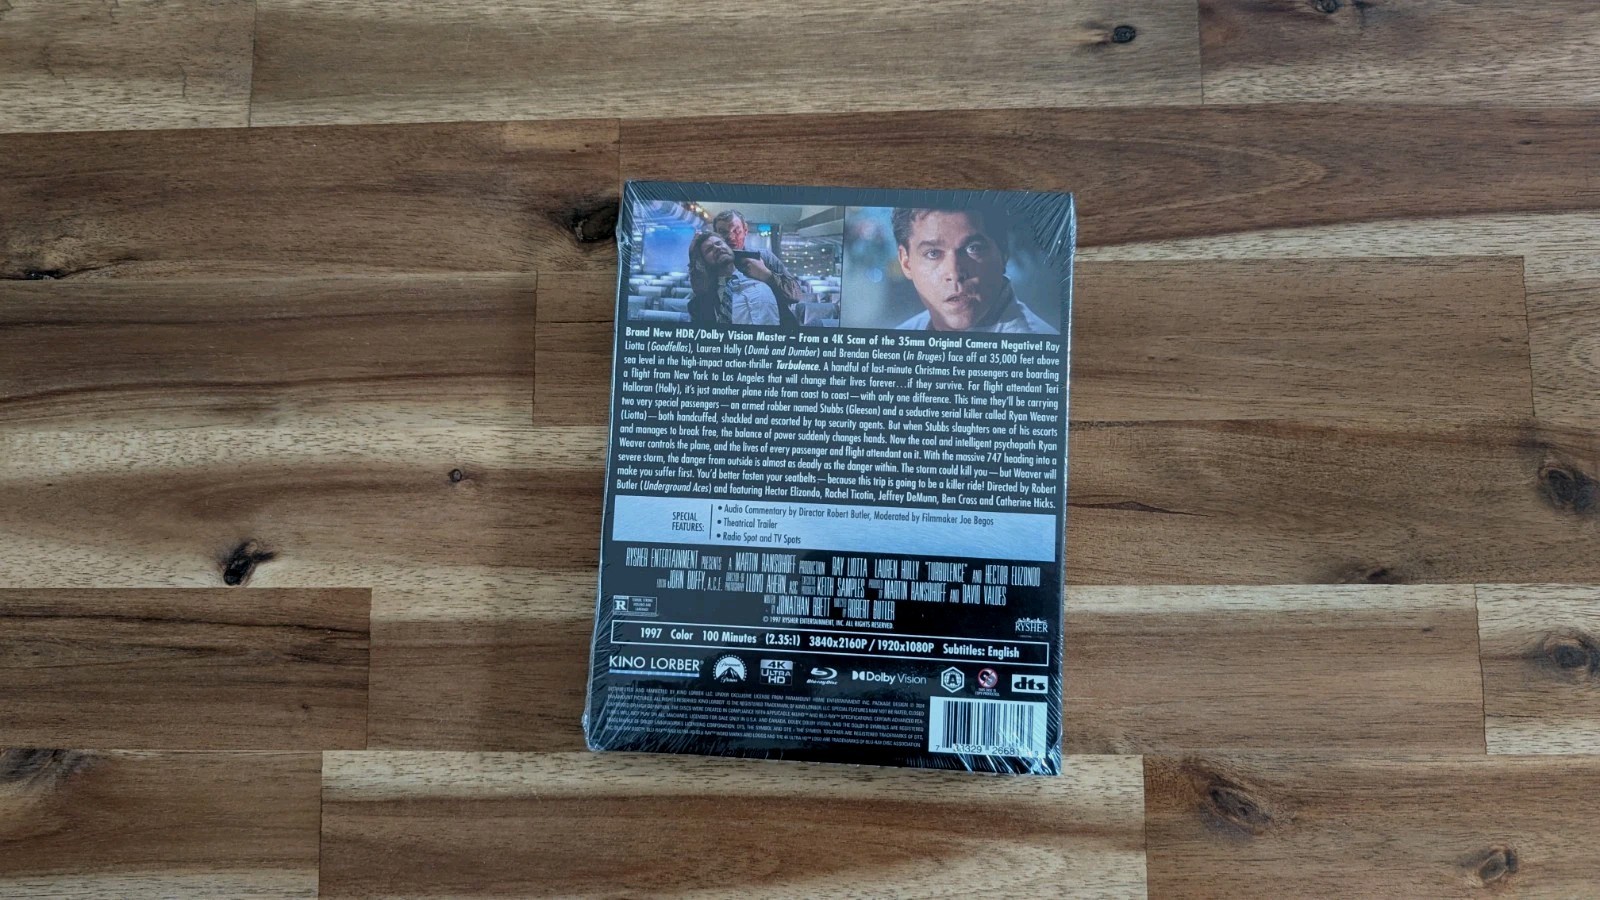 Brand New HDR/Dolby Vision Master – From a 4K Scan of the 35mm Original Camera Negative! Ray
Liotta (Goodfellas), Lauren Holly (Dumb and Dumber) and Brendan Gleeson (In Bruges) face off at 35,000 feet above
sea level in the high-impact action-thriller Turbulence. A handful of last-minute Christmas Eve passengers are boarding
a flight from New York to Los Angeles that will change their lives forever…if they survive. For flight attendant Teri
Halloran (Holly), it's just another plane ride from coast to coast—with only one difference. This time they'll be carrying
two very special passengers—an armed robber named Stubbs (Gleeson) and a seductive serial killer called Ryan Weaver
(Liotta)—both handcuffed, shackled and escorted by top security agents. But when Stubbs slaughters one of his escorts
and manages to break free, the balance of power suddenly changes hands. Now the cool and intelligent psychopath Ryan
Weaver controls the plane, and the lives of every passenger and flight attendant on it. With the massive 747 heading into a
severe storm, the danger from outside is almost as deadly as the danger within. The storm could kill you—but Weaver will
make you suffer first. You'd better fasten your seatbelts—because this trip is going to be a killer ride! Directed by Robert
Butler (Underground Aces) and featuring Hector Elizondo, Rachel Ticotin, Jeffrey DeMunn, Ben Cross and Catherine Hicks.
SPECIAL FEATURES:
• Audio Commentary by Director Robert Butler, Moderated by Filmmaker Joe Begos
• Theatrical Trailer
• Radio Spot and TV Spots
RYSHER ENTERTAINMENT PRESENTS A MARTIN RANSOHOFF PRODUCTION RAY LIOTTA LAUREN HOLLY "TURBULENCE" AND HECTOR ELIZONDO
JOHN DUFFY, A.C.E. LLOYD AHERN, ASC KEITH SAMPLES MARTIN RANSOHOFF AND DAVID VALDES
JONATHAN BRETT ROBERT BUTLER
© 1997 RYSHER ENTERTAINMENT, INC. ALL RIGHTS RESERVED.
R
RYSHER
1997 Color 100 Minutes (2.35:1) 3840x2160P / 1920x1080P Subtitles: English
KINO LORBER Paramount 4K ULTRA HD Blu-ray Disc Dolby Vision A dts
7 38329 26681